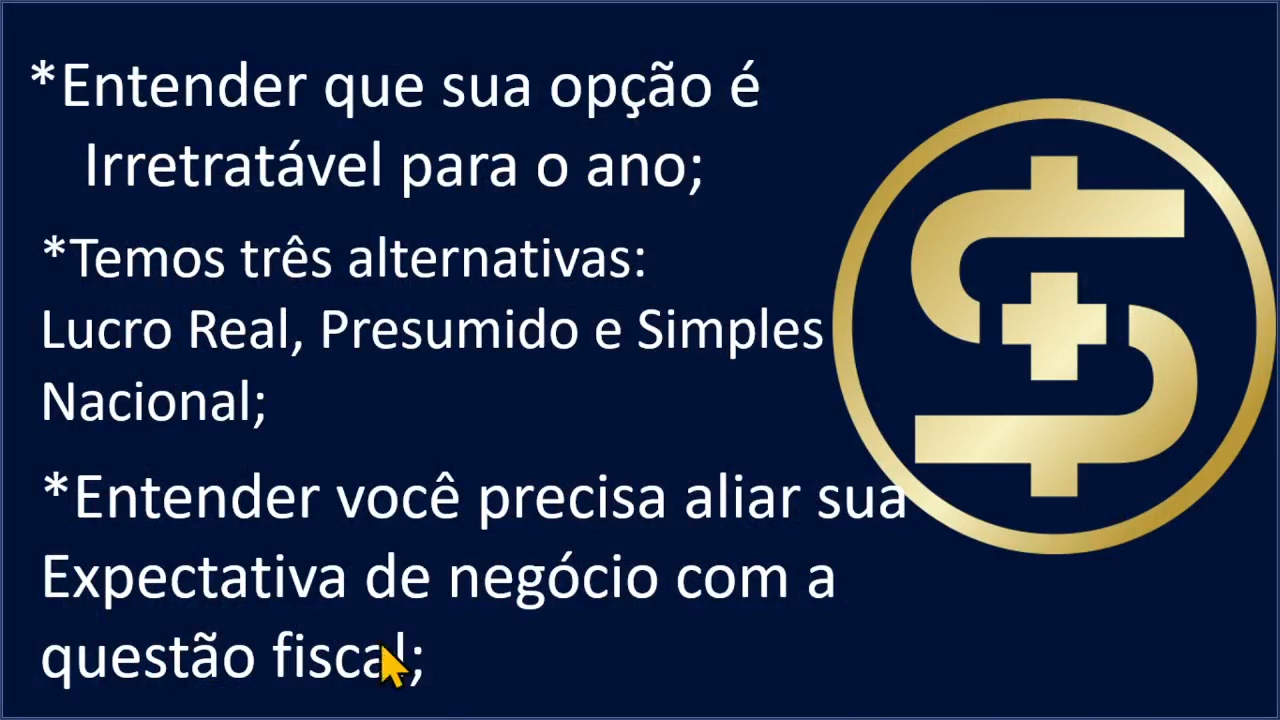 *Entender que sua opção é
Irretratável para o ano;
*Temos três alternativas:
Lucro Real, Presumido e Simples
Nacional;
*Entender você precisa aliar sua
Expectativa de negócio com a
questão fiscal;